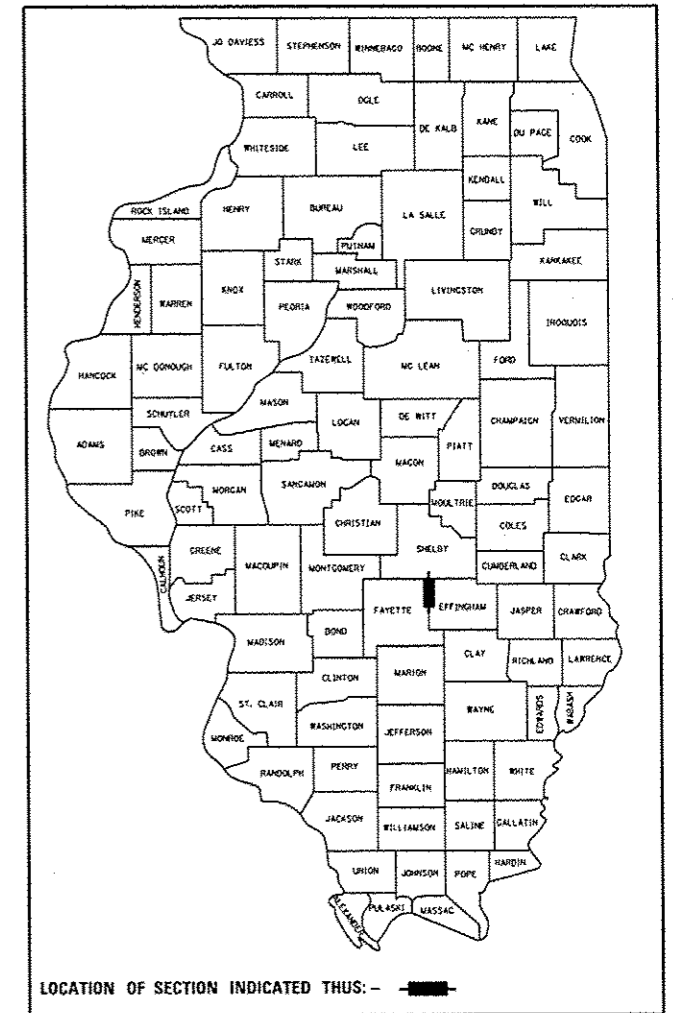 JO DAVIESS STEPHENSON WINNEBAGO BOONE MC HENRY LAKE
CARROLL OGLE DE KALB KANE DU PAGE COOK
WHITESIDE LEE KENDALL WILL
ROCK ISLAND HENRY BUREAU LA SALLE GRUNDY
MERCER STARK PUTNAM MARSHALL KANKAKEE
HENDERSON WARREN KNOX PEORIA WOODFORD LIVINGSTON IROQUOIS
HANCOCK MC DONOUGH FULTON TAZEWELL MC LEAN FORD
SCHUYLER MASON LOGAN DE WITT CHAMPAIGN VERMILION
ADAMS BROWN CASS MENARD MACON PIATT
PIKE SCOTT MORGAN SANGAMON CHRISTIAN MOULTRIE DOUGLAS EDGAR
COLES
CALHOUN GREENE MACOUPIN MONTGOMERY SHELBY CUMBERLAND CLARK
JERSEY FAYETTE EFFINGHAM JASPER CRAWFORD
MADISON BOND CLAY RICHLAND LAWRENCE
CLINTON MARION
ST. CLAIR WASHINGTON WAYNE EDWARDS WABASH
MONROE JEFFERSON
RANDOLPH PERRY HAMILTON WHITE
FRANKLIN
JACKSON WILLIAMSON SALINE GALLATIN
UNION JOHNSON POPE HARDIN
ALEXANDER PULASKI MASSAC
LOCATION OF SECTION INDICATED THUS: -